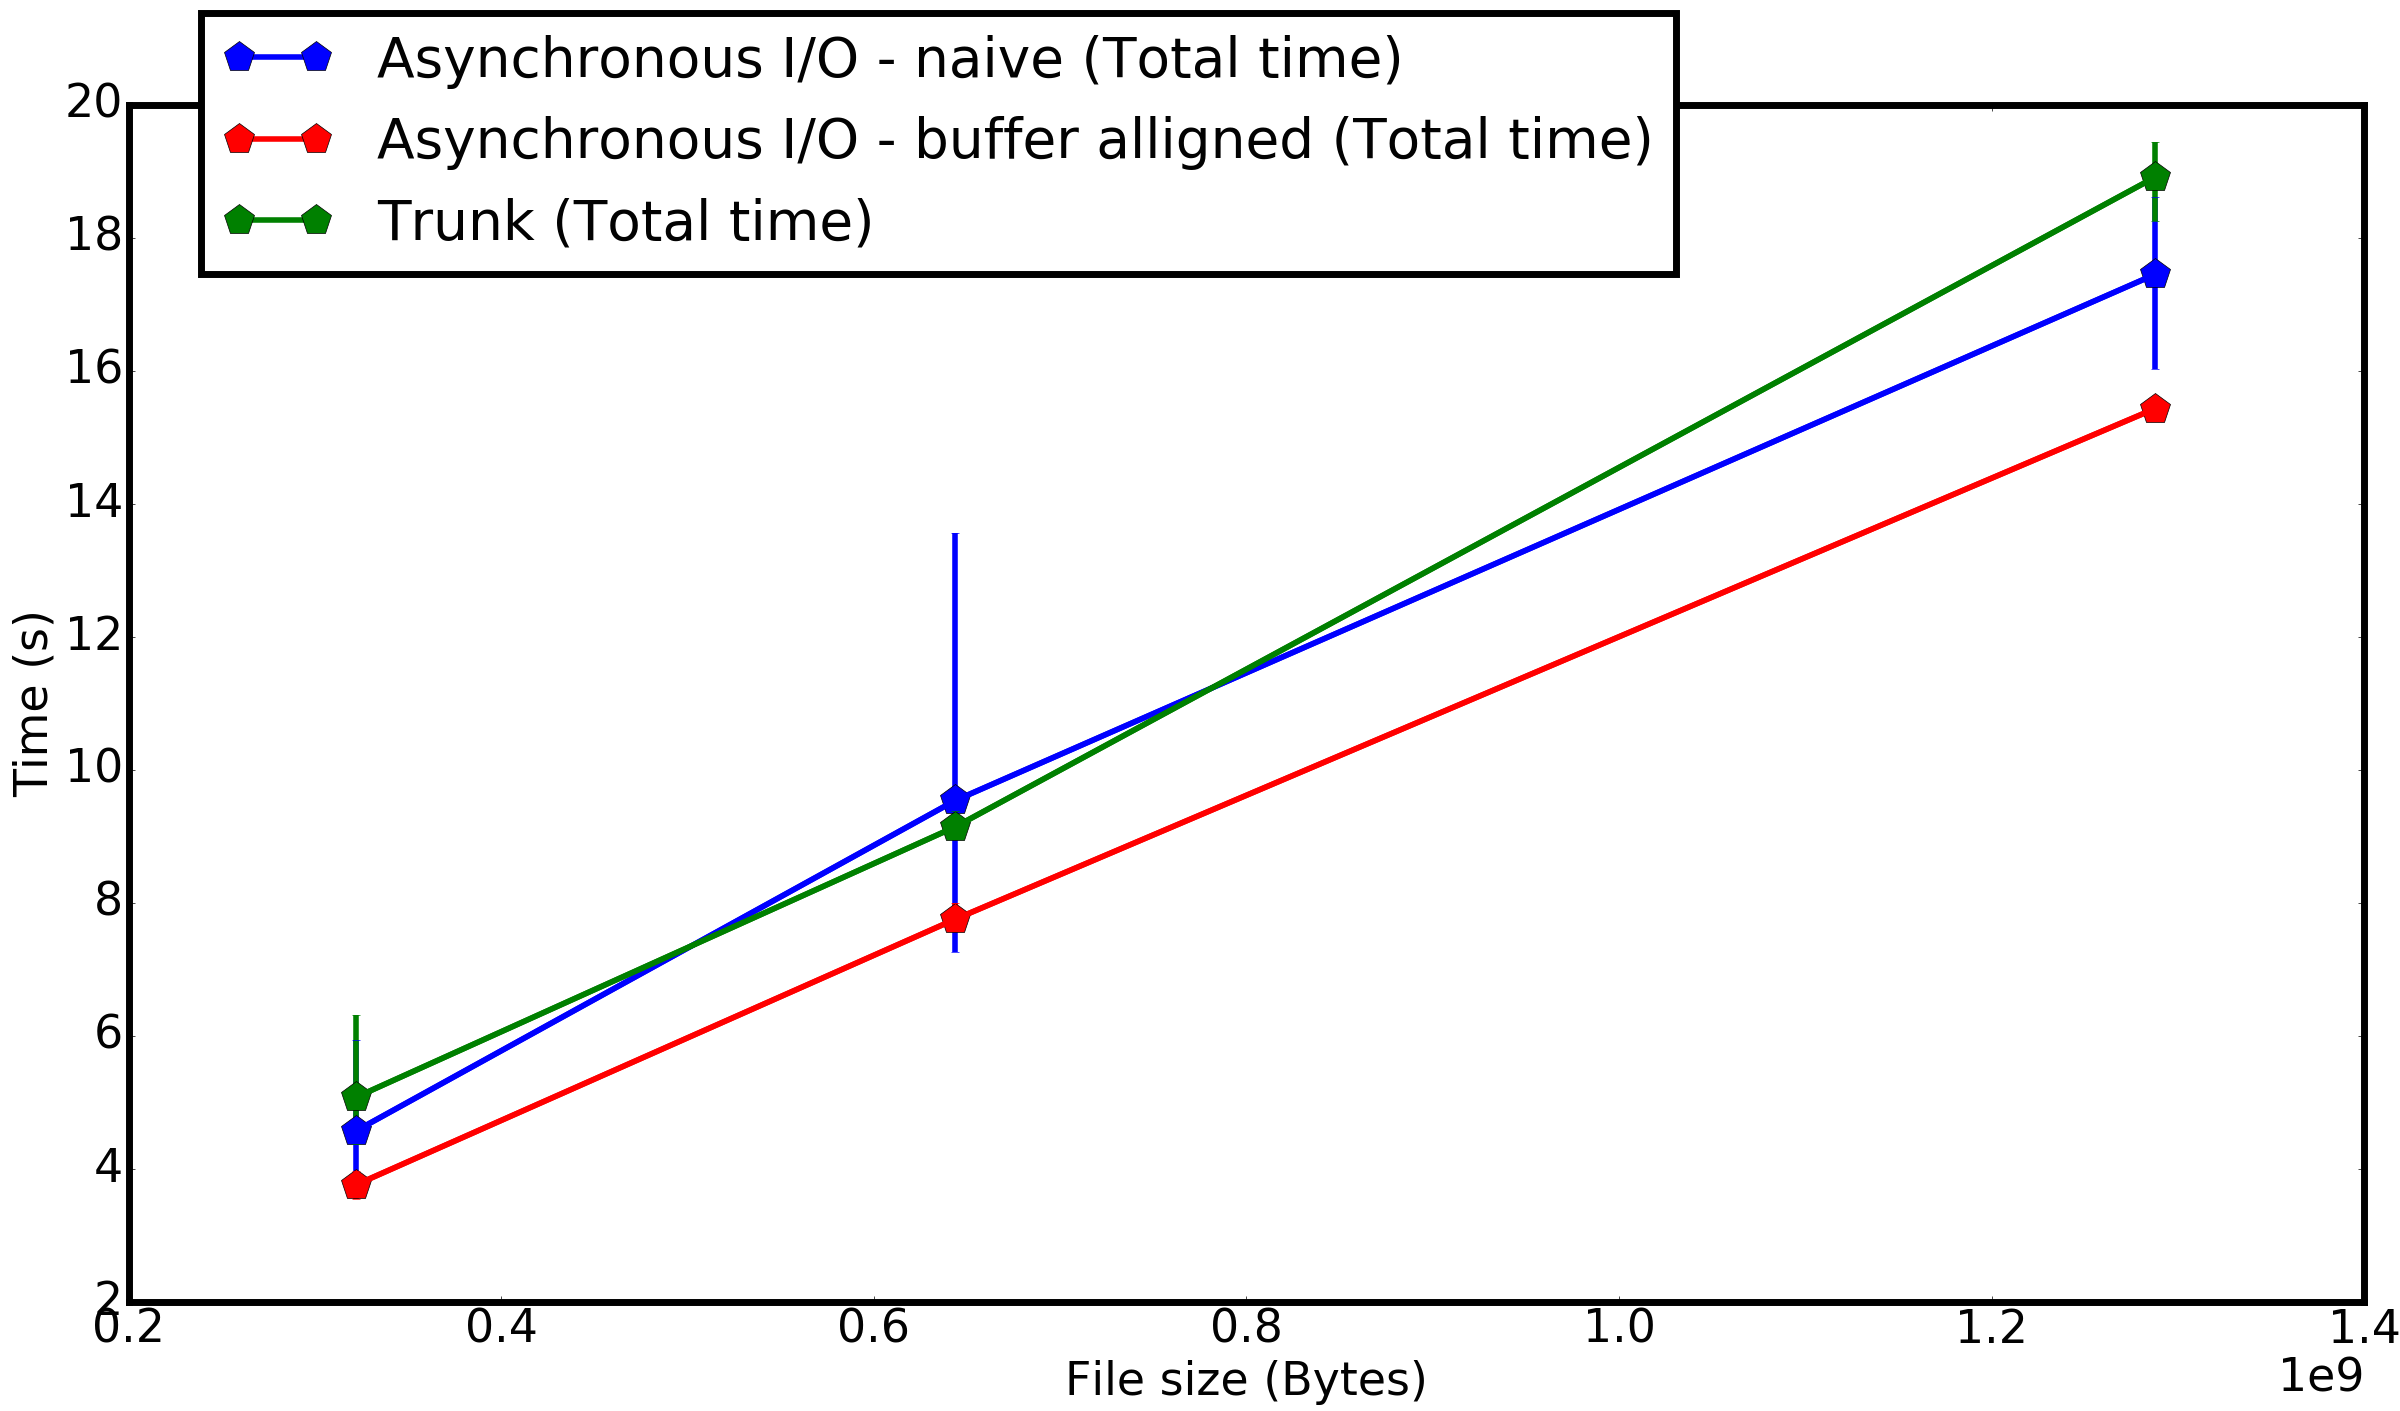 Asynchronous I/O - naive (Total time)
Asynchronous I/O - buffer alligned (Total time)
Trunk (Total time)
20
18
16
14
12
10
8
6
4
2
Time (s)
0.2 0.4 0.6 0.8 1.0 1.2 1.4
1e9
File size (Bytes)